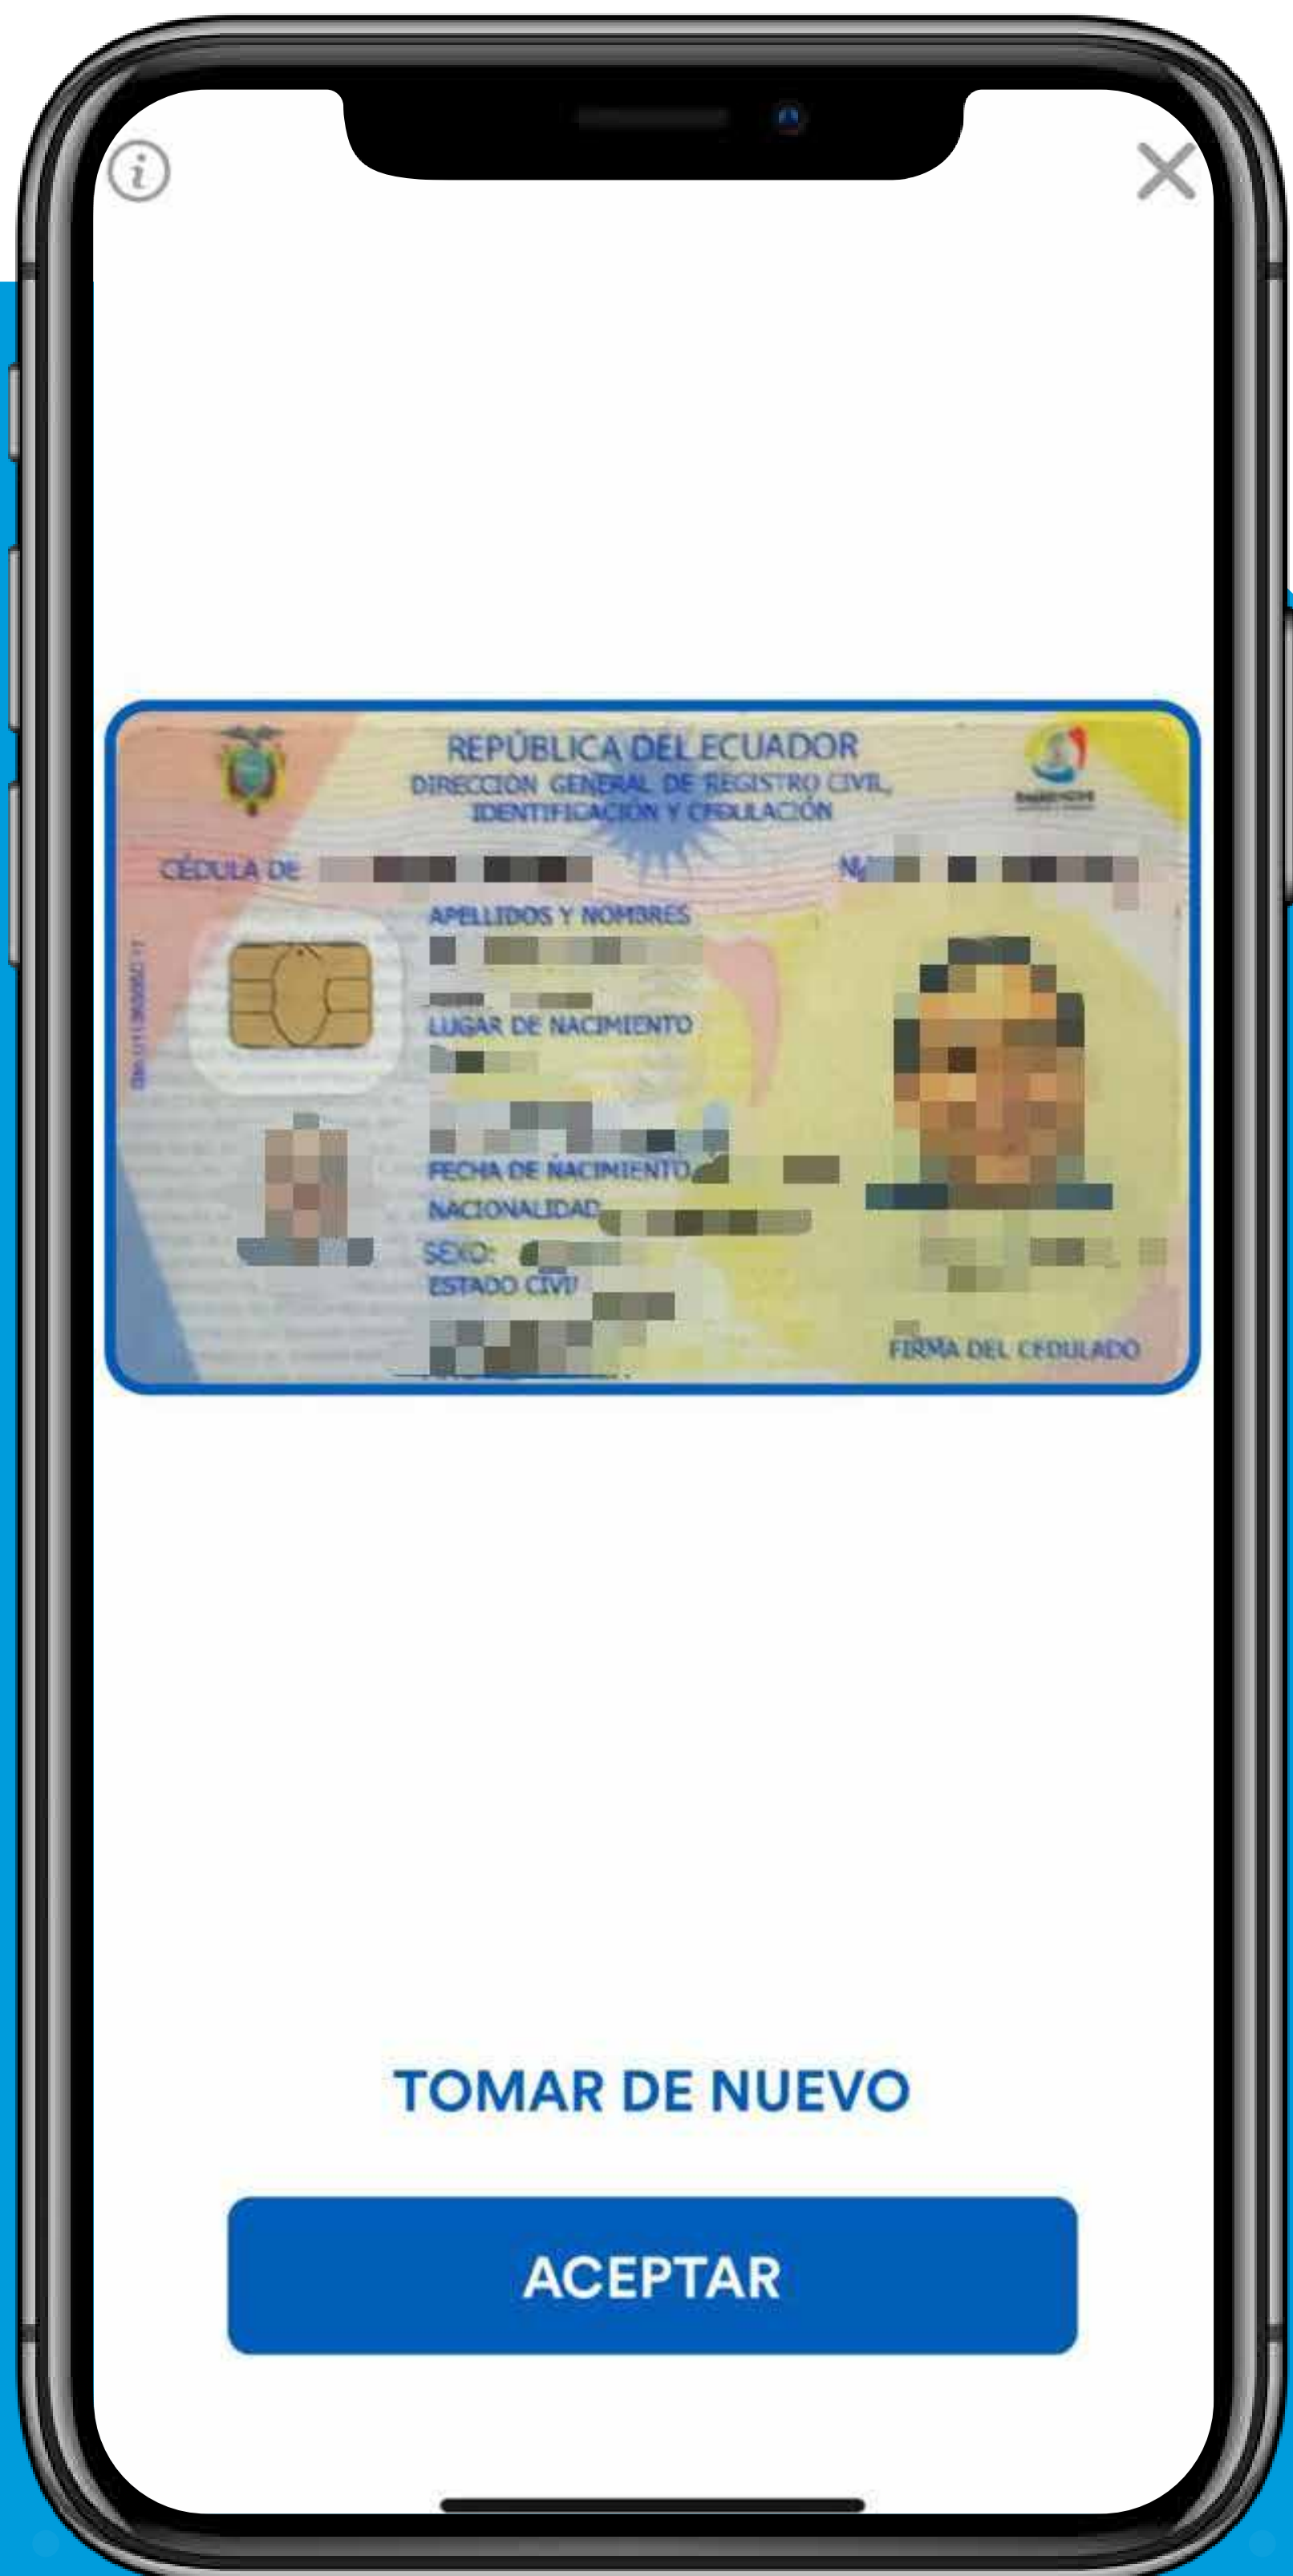 REPÚBLICA DEL ECUADOR
DIRECCIÓN GENERAL DE REGISTRO CIVIL,
IDENTIFICACIÓN Y CEDULACIÓN
CÉDULA DE
APELLIDOS Y NOMBRES
LUGAR DE NACIMIENTO
FECHA DE NACIMIENTO
NACIONALIDAD
SEXO:
ESTADO CIVIL
FIRMA DEL CEDULADO
TOMAR DE NUEVO
ACEPTAR